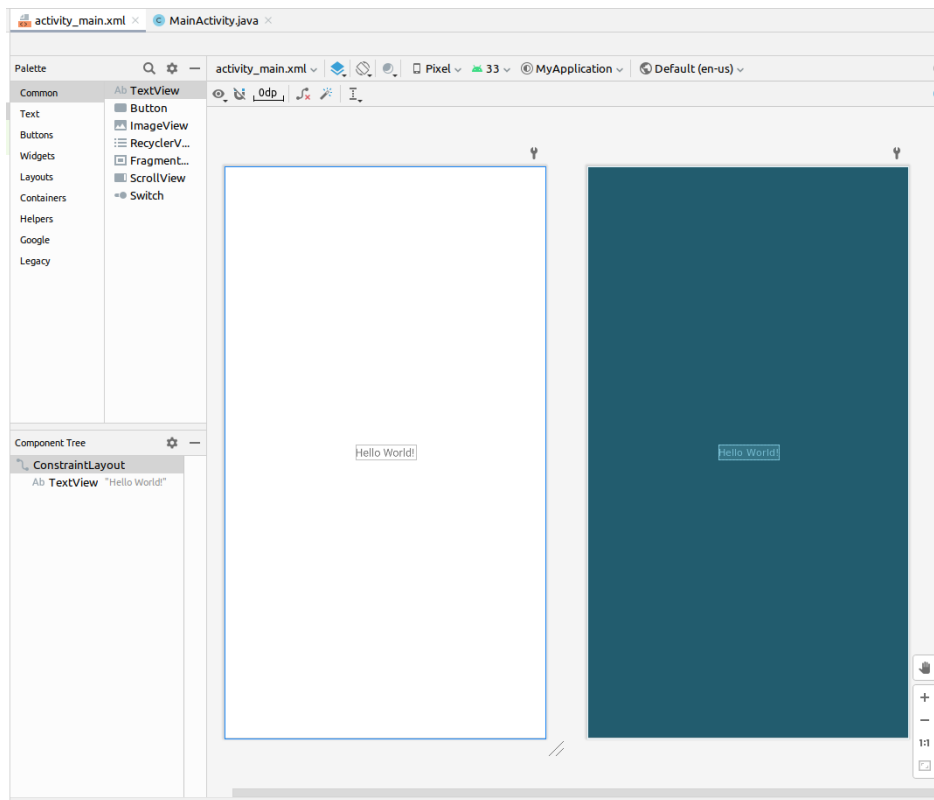 activity_main.xml MainActivity.java
Palette
activity_main.xml Pixel 33 MyApplication Default (en-us)
Common
Text
Buttons
Widgets
Layouts
Containers
Helpers
Google
Legacy
Ab TextView
Button
ImageView
RecyclerV...
Fragment...
ScrollView
Switch
0dp
Hello World!
Hello World!
Component Tree
ConstraintLayout
Ab TextView "Hello World!"
1:1